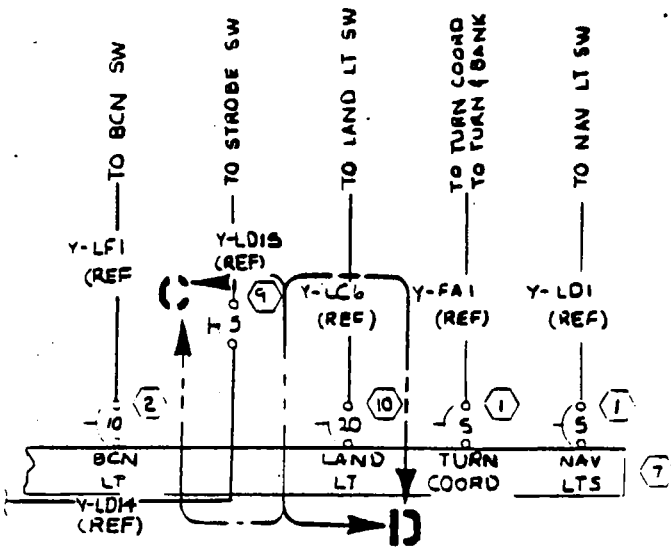 TO BCN SW
TO STROBE SW
TO LAND LT SW
TO TURN COORD
TO TURN & BANK
TO NAV LT SW
Y-LF1
(REF
Y-LD15
(REF)
Y-LC6
(REF)
Y-FA1
(REF)
Y-LD1
(REF)
C
9
5
10
2
20
10
5
1
5
1
BCN
LT
LAND
LT
TURN
COORD
NAV
LTS
7
Y-LD14
(REF)
D